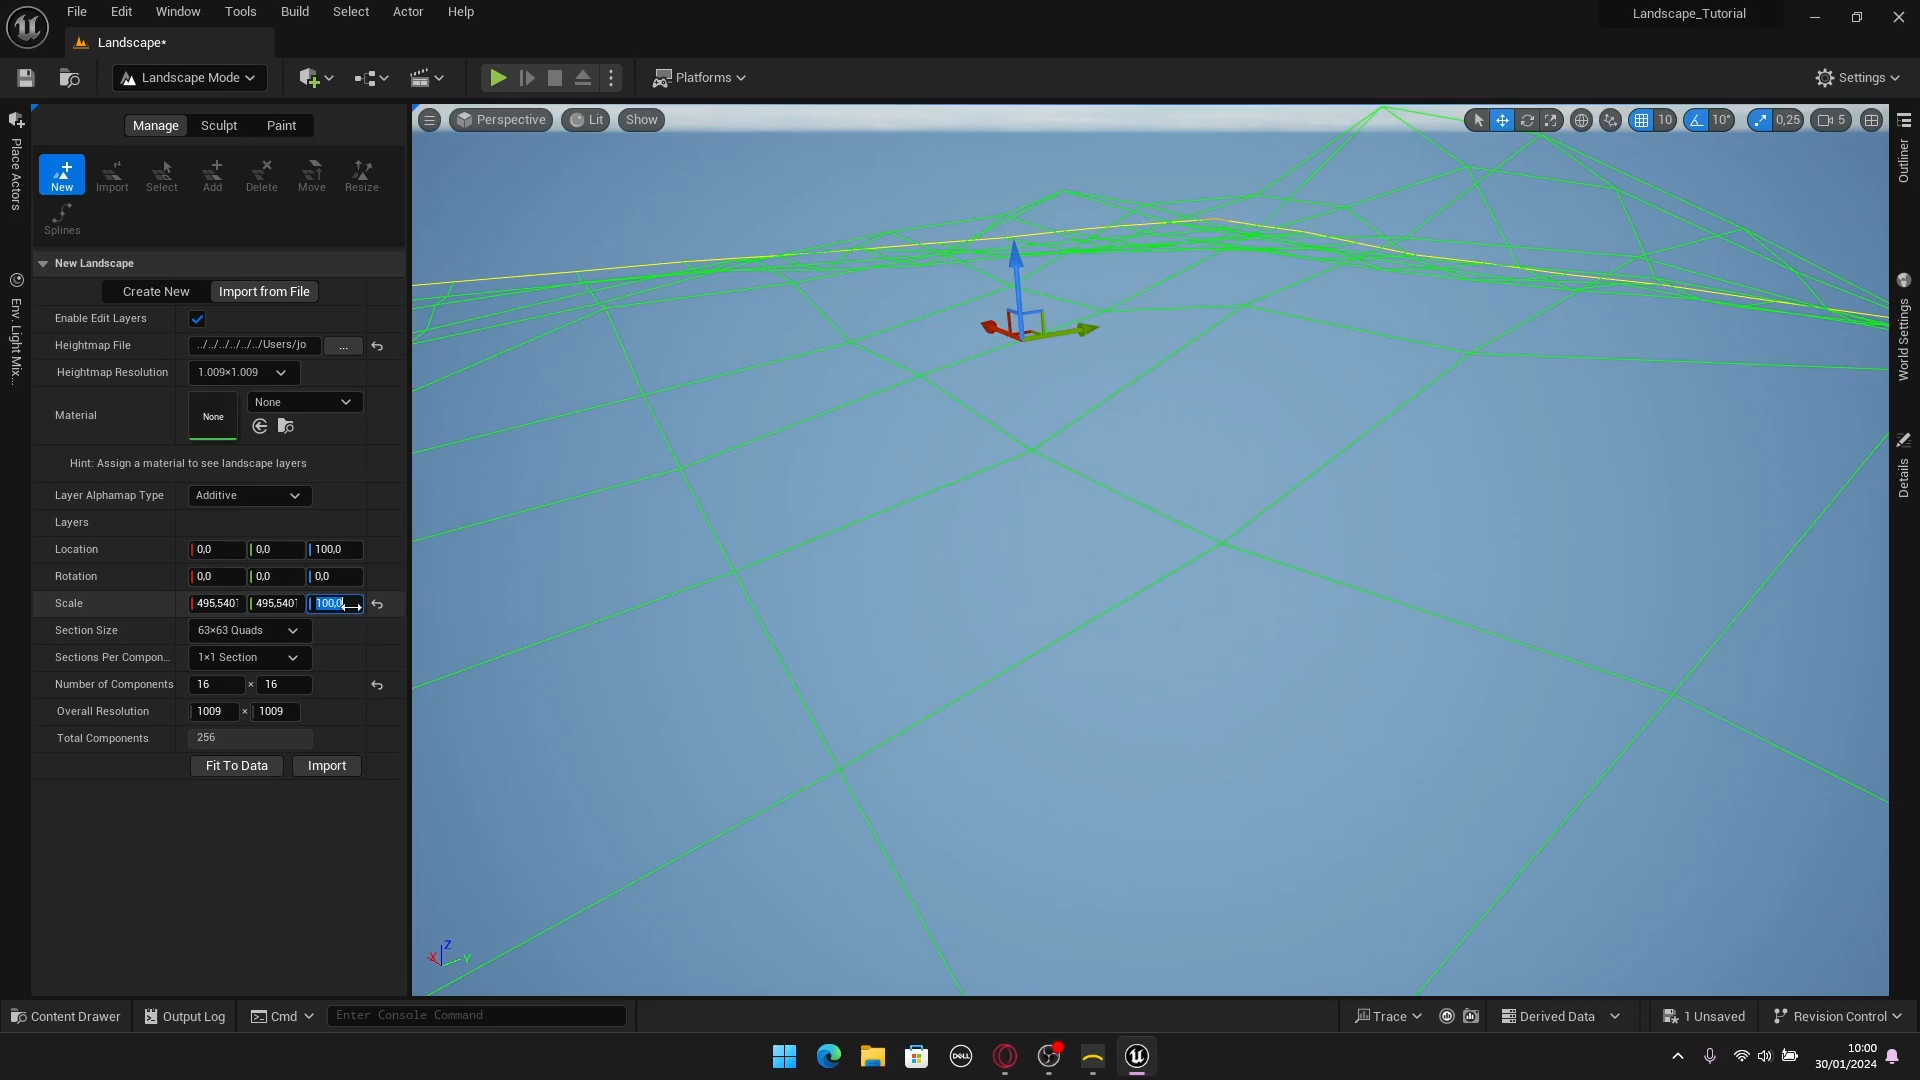 File Edit Window Tools Build Select Actor Help
Landscape_Tutorial
Landscape*
Landscape Mode
Platforms
Settings
Manage Sculpt Paint
New Import Select Add Delete Move Resize
Splines
Place Actors
Env. Light Mix...
Perspective Lit Show
10 10° 0,25 5
Outliner
World Settings
Details
New Landscape
Create New Import from File
Enable Edit Layers
Heightmap File ../../../../../../Users/jo ...
Heightmap Resolution 1.009×1.009
Material None None
Hint: Assign a material to see landscape layers
Layer Alphamap Type Additive
Layers
Location 0,0 0,0 100,0
Rotation 0,0 0,0 0,0
Scale 495,5401 495,5401 100,0
Section Size 63×63 Quads
Sections Per Compon... 1×1 Section
Number of Components 16 × 16
Overall Resolution 1009 × 1009
Total Components 256
Fit To Data Import
Z
X Y
Content Drawer Output Log Cmd Enter Console Command Trace Derived Data 1 Unsaved Revision Control
DELL
10:00
30/01/2024